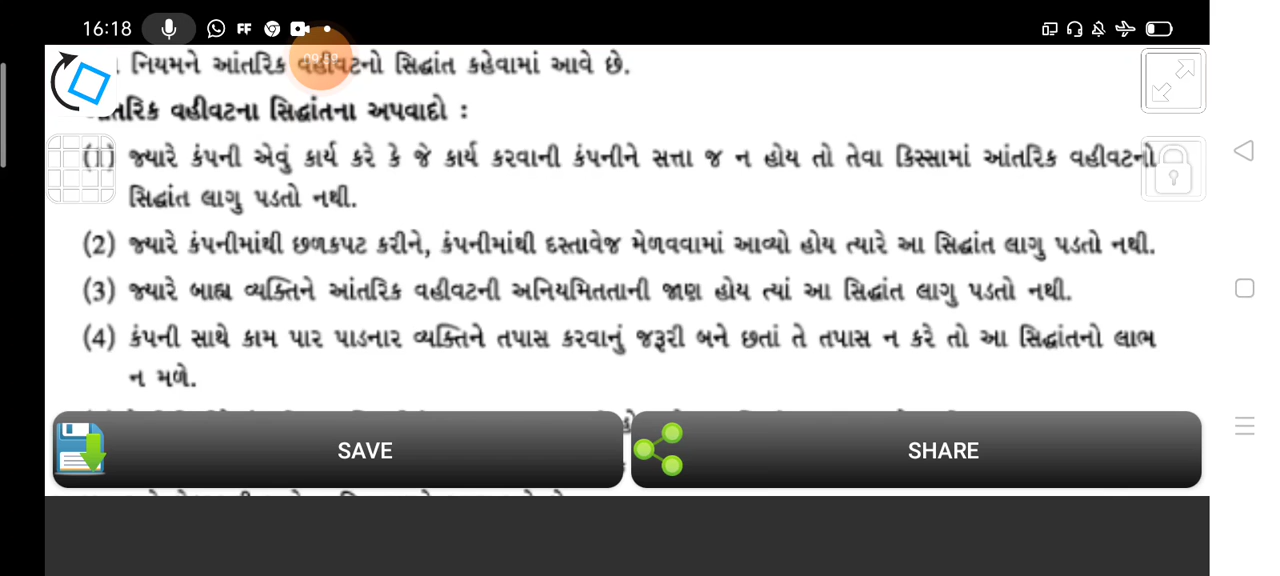 16:18 FF
09:59
નિયમને આંતરિક વહીવટનો સિદ્ધાંત કહેવામાં આવે છે.
આંતરિક વહીવટના સિદ્ધાંતના અપવાદો :
(1) જ્યારે કંપની એવું કાર્ય કરે કે જે કાર્ય કરવાની કંપનીને સત્તા જ ન હોય તો તેવા કિસ્સામાં આંતરિક વહીવટનો
સિદ્ધાંત લાગુ પડતો નથી.
(2) જ્યારે કંપનીમાંથી છળકપટ કરીને, કંપનીમાંથી દસ્તાવેજ મેળવવામાં આવ્યો હોય ત્યારે આ સિદ્ધાંત લાગુ પડતો નથી.
(3) જ્યારે બાહ્ય વ્યક્તિને આંતરિક વહીવટની અનિયમિતતાની જાણ હોય ત્યાં આ સિદ્ધાંત લાગુ પડતો નથી.
(4) કંપની સાથે કામ પાર પાડનાર વ્યક્તિને તપાસ કરવાનું જરૂરી બને છતાં તે તપાસ ન કરે તો આ સિદ્ધાંતનો લાભ
ન મળે.
SAVE SHARE